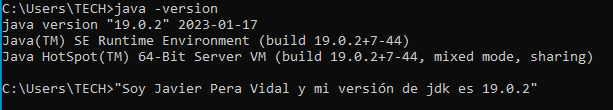 C:\Users\TECH>java -version
java version "19.0.2" 2023-01-17
Java(TM) SE Runtime Environment (build 19.0.2+7-44)
Java HotSpot(TM) 64-Bit Server VM (build 19.0.2+7-44, mixed mode, sharing)
C:\Users\TECH>"Soy Javier Pera Vidal y mi versión de jdk es 19.0.2"